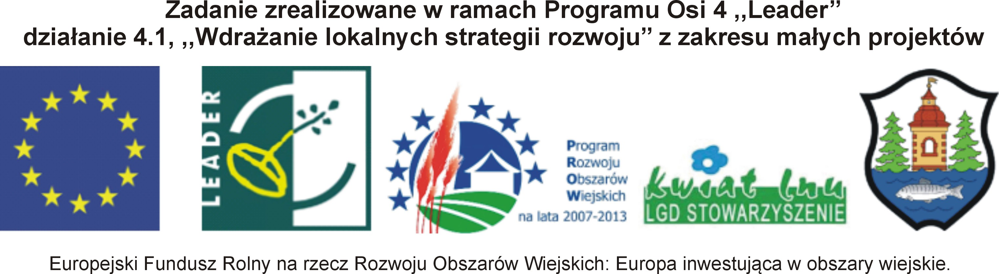 Zadanie zrealizowane w ramach Programu Osi 4 ,,Leader”
działanie 4.1, ,,Wdrażanie lokalnych strategii rozwoju” z zakresu małych projektów
LEADER
Program
Rozwoju
Obszarów
Wiejskich
na lata 2007-2013
kwiat lnu
LGD STOWARZYSZENIE
Europejski Fundusz Rolny na rzecz Rozwoju Obszarów Wiejskich: Europa inwestująca w obszary wiejskie.